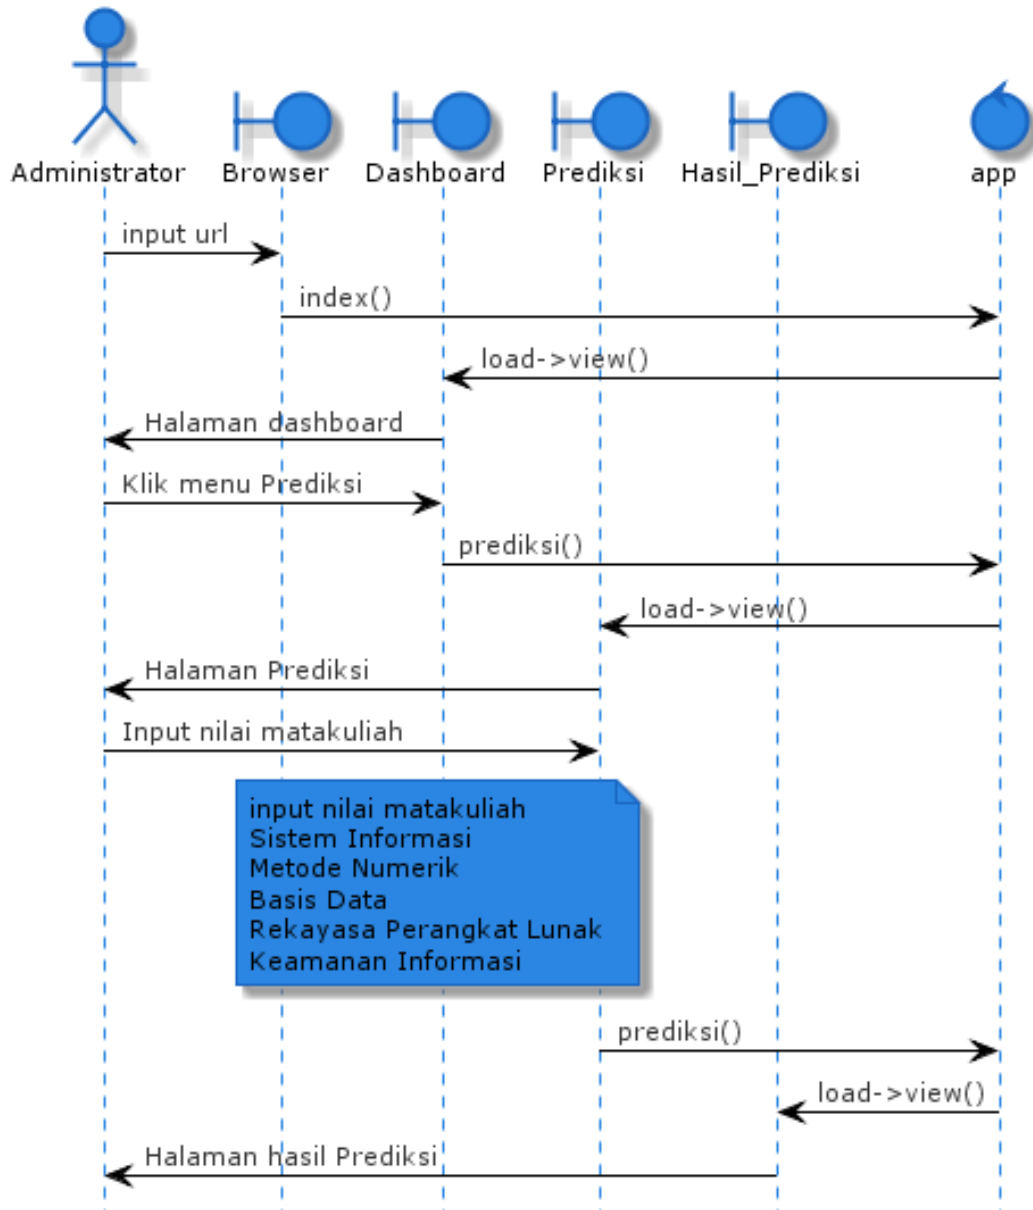 Administrator
Browser
Dashboard
Prediksi
Hasil_Prediksi
app
input url
index()
load->view()
Halaman dashboard
Klik menu Prediksi
prediksi()
load->view()
Halaman Prediksi
Input nilai matakuliah
input nilai matakuliah
Sistem Informasi
Metode Numerik
Basis Data
Rekayasa Perangkat Lunak
Keamanan Informasi
prediksi()
load->view()
Halaman hasil Prediksi